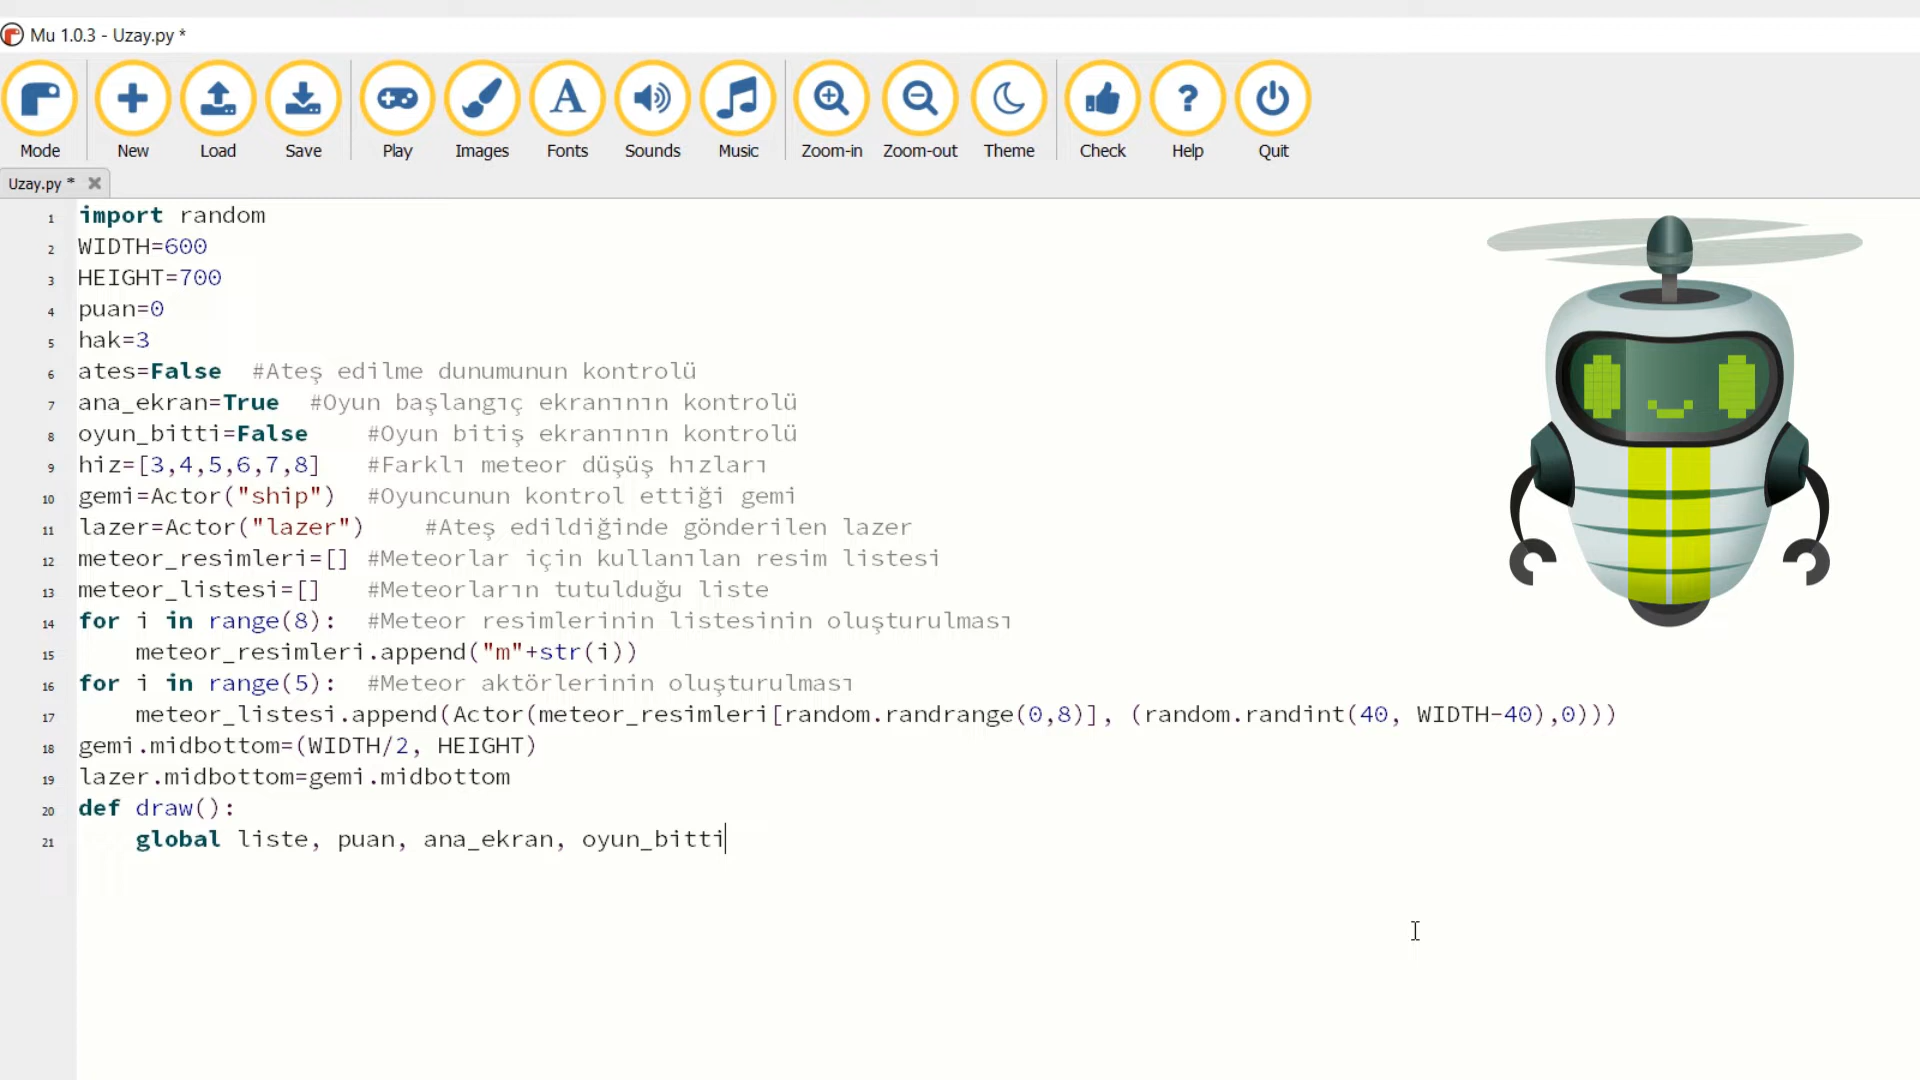 Mu 1.0.3 - Uzay.py *
Mode New Load Save Play Images Fonts Sounds Music Zoom-in Zoom-out Theme Check Help Quit
Uzay.py *
1 import random
2 WIDTH=600
3 HEIGHT=700
4 puan=0
5 hak=3
6 ates=False  #Ateş edilme dunumunun kontrolü
7 ana_ekran=True  #Oyun başlangıç ekranının kontrolü
8 oyun_bitti=False    #Oyun bitiş ekranının kontrolü
9 hiz=[3,4,5,6,7,8]   #Farklı meteor düşüş hızları
10 gemi=Actor("ship")  #Oyuncunun kontrol ettiği gemi
11 lazer=Actor("lazer")    #Ateş edildiğinde gönderilen lazer
12 meteor_resimleri=[] #Meteorlar için kullanılan resim listesi
13 meteor_listesi=[]   #Meteorların tutulduğu liste
14 for i in range(8):  #Meteor resimlerinin listesinin oluşturulması
15     meteor_resimleri.append("m"+str(i))
16 for i in range(5):  #Meteor aktörlerinin oluşturulması
17     meteor_listesi.append(Actor(meteor_resimleri[random.randrange(0,8)], (random.randint(40, WIDTH-40),0)))
18 gemi.midbottom=(WIDTH/2, HEIGHT)
19 lazer.midbottom=gemi.midbottom
20 def draw():
21     global liste, puan, ana_ekran, oyun_bitti